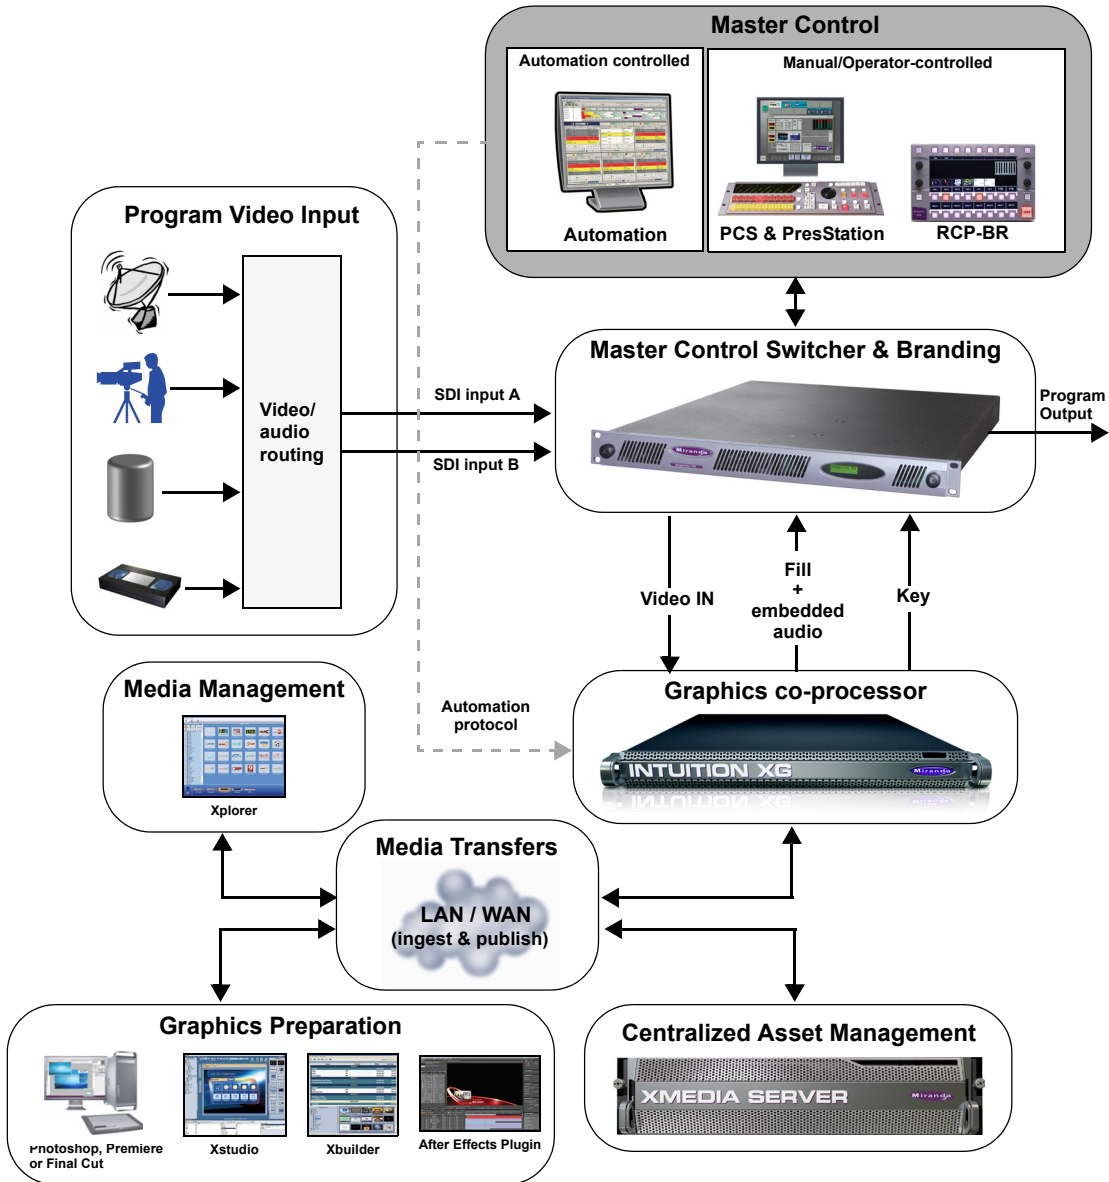 Master Control
Automation controlled
Manual/Operator-controlled
Automation
PCS & PresStation
RCP-BR
Program Video Input
Video/
audio
routing
SDI input A
SDI input B
Master Control Switcher & Branding
Miranda
Program
Output
Video IN
Fill
+
embedded
audio
Key
Media Management
Xplorer
Automation
protocol
Graphics co-processor
INTUITION XG
Miranda
Media Transfers
LAN / WAN
(ingest & publish)
Graphics Preparation
Photoshop, Premiere
or Final Cut
Xstudio
Xbuilder
After Effects Plugin
Centralized Asset Management
XMEDIA SERVER
Miranda